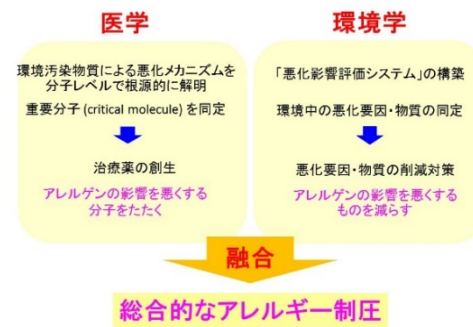 医学
環境汚染物質による悪化メカニズムを
分子レベルで根源的に解明
重要分子 (critical molecule) を同定
治療薬の創生
アレルゲンの影響を悪くする
分子をたたく
環境学
「悪化影響評価システム」の構築
環境中の悪化要因・物質の同定
悪化要因・物質の削減対策
アレルゲンの影響を悪くする
ものを減らす
融合
総合的なアレルギー制圧